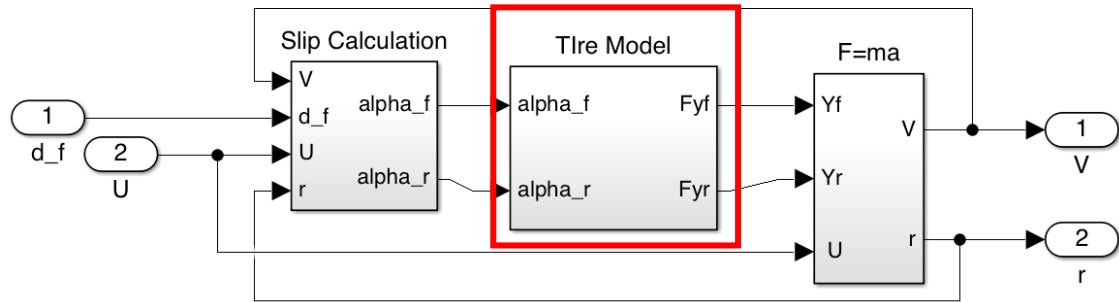 Slip Calculation
TIre Model
F=ma
V
d_f
U
r
alpha_f
alpha_r
alpha_f
alpha_r
Fyf
Fyr
Yf
Yr
U
V
r
1
d_f
2
U
1
V
2
r